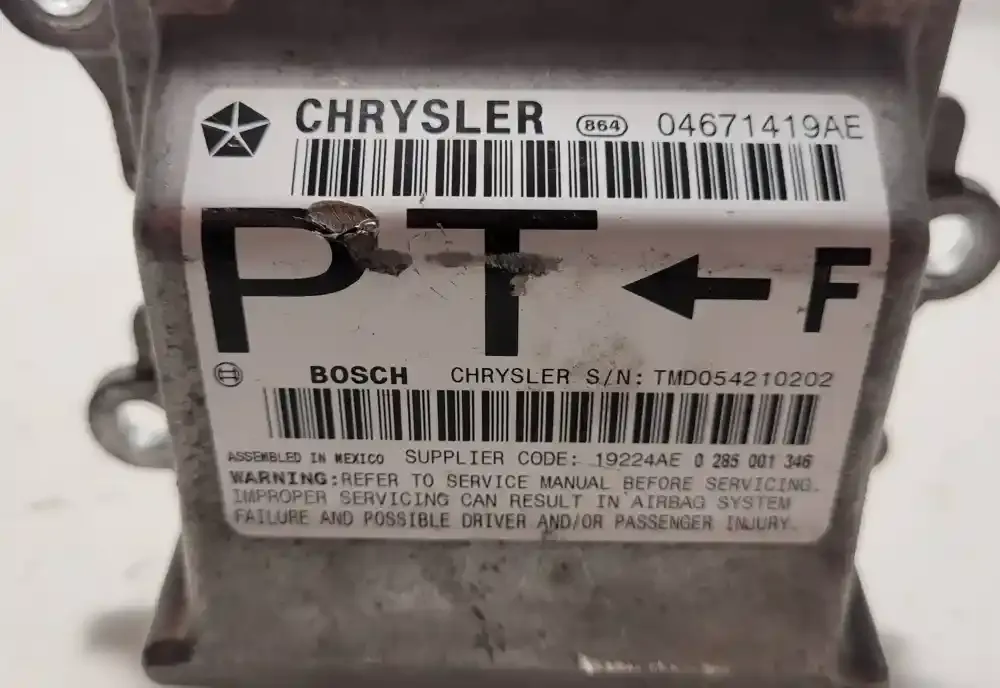 CHRYSLER 864 04671419AE
PT ← F
BOSCH CHRYSLER S/N: TMD054210202
ASSEMBLED IN MEXICO SUPPLIER CODE: 19224AE 0 285 001 346
WARNING:REFER TO SERVICE MANUAL BEFORE SERVICING.
IMPROPER SERVICING CAN RESULT IN AIRBAG SYSTEM
FAILURE AND POSSIBLE DRIVER AND/OR PASSENGER INJURY.